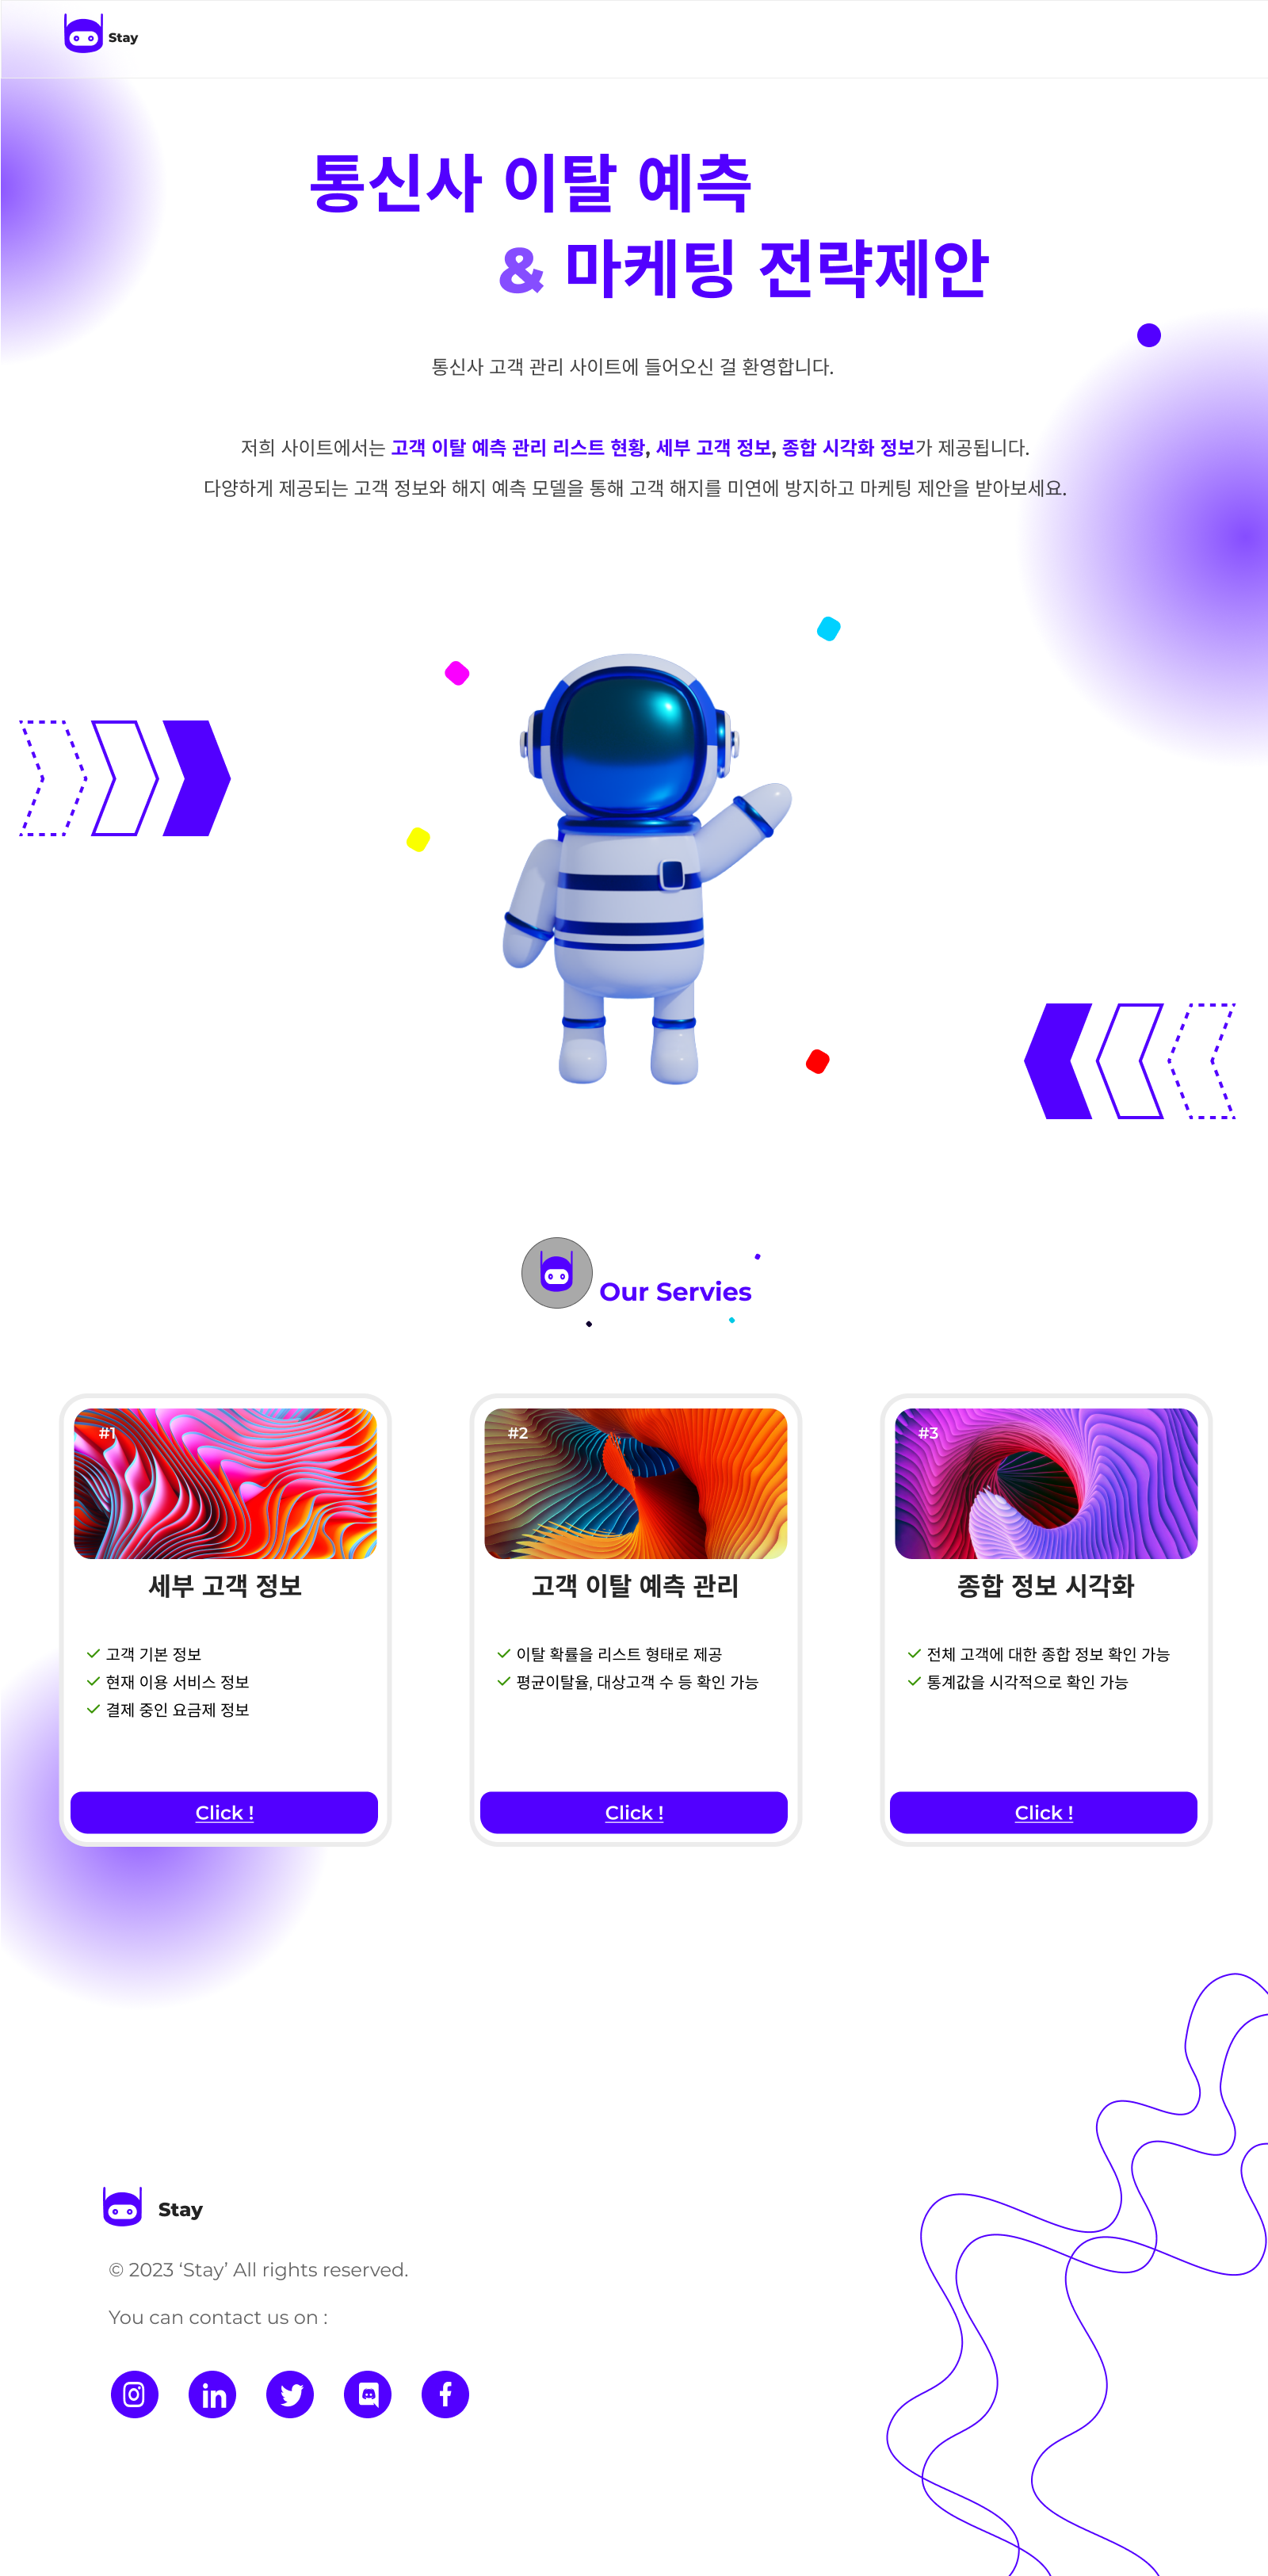 Stay
통신사 이탈 예측
& 마케팅 전략제안
통신사 고객 관리 사이트에 들어오신 걸 환영합니다.
저희 사이트에서는 고객 이탈 예측 관리 리스트 현황, 세부 고객 정보, 종합 시각화 정보가 제공됩니다.
다양하게 제공되는 고객 정보와 해지 예측 모델을 통해 고객 해지를 미연에 방지하고 마케팅 제안을 받아보세요.
Our Servies
#1
세부 고객 정보
고객 기본 정보
현재 이용 서비스 정보
결제 중인 요금제 정보
Click !
#2
고객 이탈 예측 관리
이탈 확률을 리스트 형태로 제공
평균이탈율, 대상고객 수 등 확인 가능
Click !
#3
종합 정보 시각화
전체 고객에 대한 종합 정보 확인 가능
통계값을 시각적으로 확인 가능
Click !
Stay
© 2023 ‘Stay’ All rights reserved.
You can contact us on :